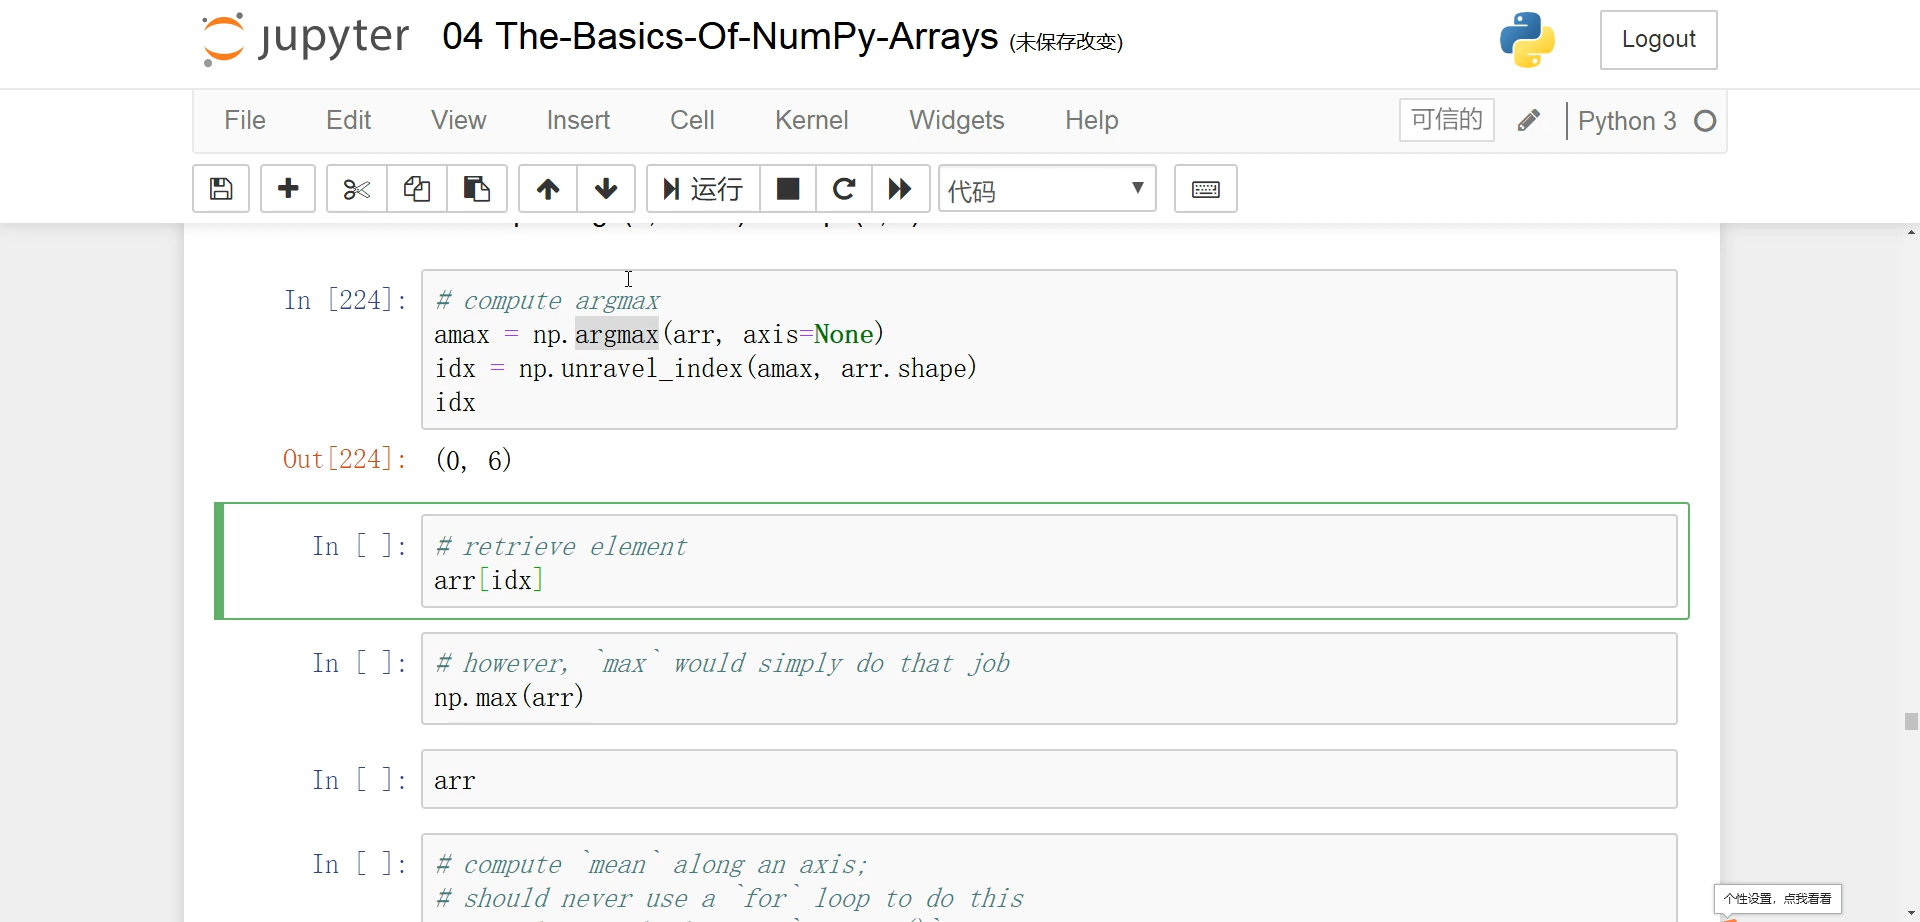 jupyter 04 The-Basics-Of-NumPy-Arrays (未保存改变)
Logout
File Edit View Insert Cell Kernel Widgets Help 可信的 Python 3
运行 代码
In [224]: # compute argmax
amax = np.argmax(arr, axis=None)
idx = np.unravel_index(amax, arr.shape)
idx
Out[224]: (0, 6)
In [ ]: # retrieve element
arr[idx]
In [ ]: # however, `max` would simply do that job
np.max(arr)
In [ ]: arr
In [ ]: # compute `mean` along an axis;
# should never use a `for` loop to do this
个性设置，点我看看